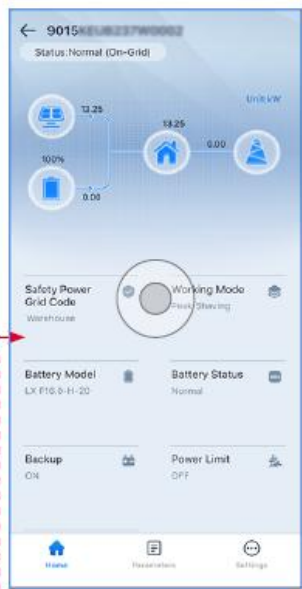 9015
Status:Normal (On-Grid)
Unit:kW
13.25
13.25
0.00
100%
0.00
Safety Power Grid Code
Warehouse
Working Mode
Peak Shaving
Battery Model
LX F16.0-H-20
Battery Status
Normal
Backup
ON
Power Limit
OFF
Home
Parameters
Settings